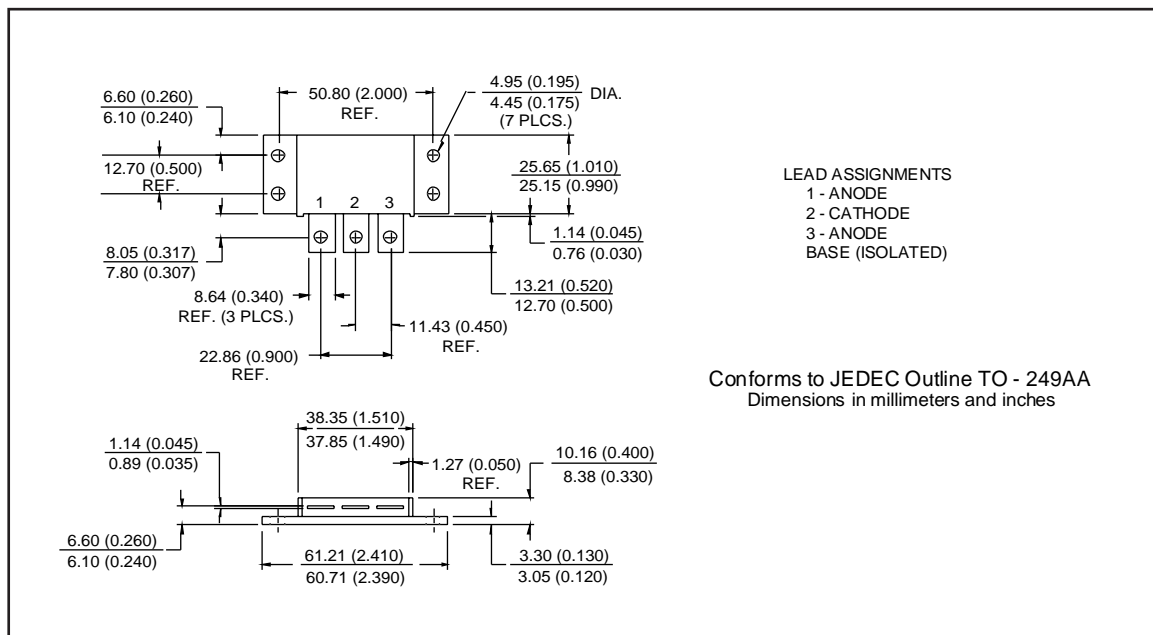 6.60 (0.260)
6.10 (0.240)
50.80 (2.000)
REF.
4.95 (0.195)
4.45 (0.175)
DIA.
(7 PLCS.)
12.70 (0.500)
REF.
25.65 (1.010)
25.15 (0.990)
1 2 3
8.05 (0.317)
7.80 (0.307)
1.14 (0.045)
0.76 (0.030)
8.64 (0.340)
REF. (3 PLCS.)
13.21 (0.520)
12.70 (0.500)
11.43 (0.450)
REF.
22.86 (0.900)
REF.
LEAD ASSIGNMENTS
1 - ANODE
2 - CATHODE
3 - ANODE
BASE (ISOLATED)
Conforms to JEDEC Outline TO - 249AA
Dimensions in millimeters and inches
38.35 (1.510)
37.85 (1.490)
1.14 (0.045)
0.89 (0.035)
1.27 (0.050)
REF.
10.16 (0.400)
8.38 (0.330)
6.60 (0.260)
6.10 (0.240)
61.21 (2.410)
60.71 (2.390)
3.30 (0.130)
3.05 (0.120)